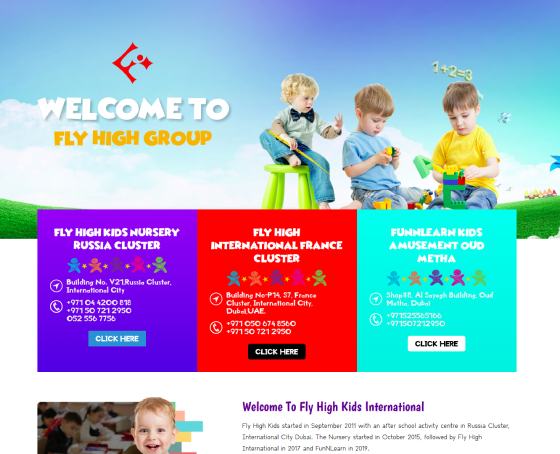 1+2=3
WELCOME TO
FLY HIGH GROUP
FLY HIGH KIDS NURSERY
RUSSIA CLUSTER
Building No. V21,Russia Cluster,
International City
+971 04 4200 818
+971 50 721 2950
052 556 7756
CLICK HERE
FLY HIGH
INTERNATIONAL FRANCE
CLUSTER
Building No-P14, S7, France
Cluster, International City,
Dubai,UAE.
+971 050 674 8560
+971 50 721 2950
CLICK HERE
FUNNLEARN KIDS
AMUSEMENT OUD
METHA
Shop#8, Al Sayegh Building, Oud
Metha, Dubai
+971525565166
+971507212950
CLICK HERE
Welcome To Fly High Kids International
Fly High Kids started in September 2011 with an after school activity centre in Russia Cluster,
International City Dubai. The Nursery started in October 2015, followed by Fly High
International in 2017 and FunNLearn in 2019.